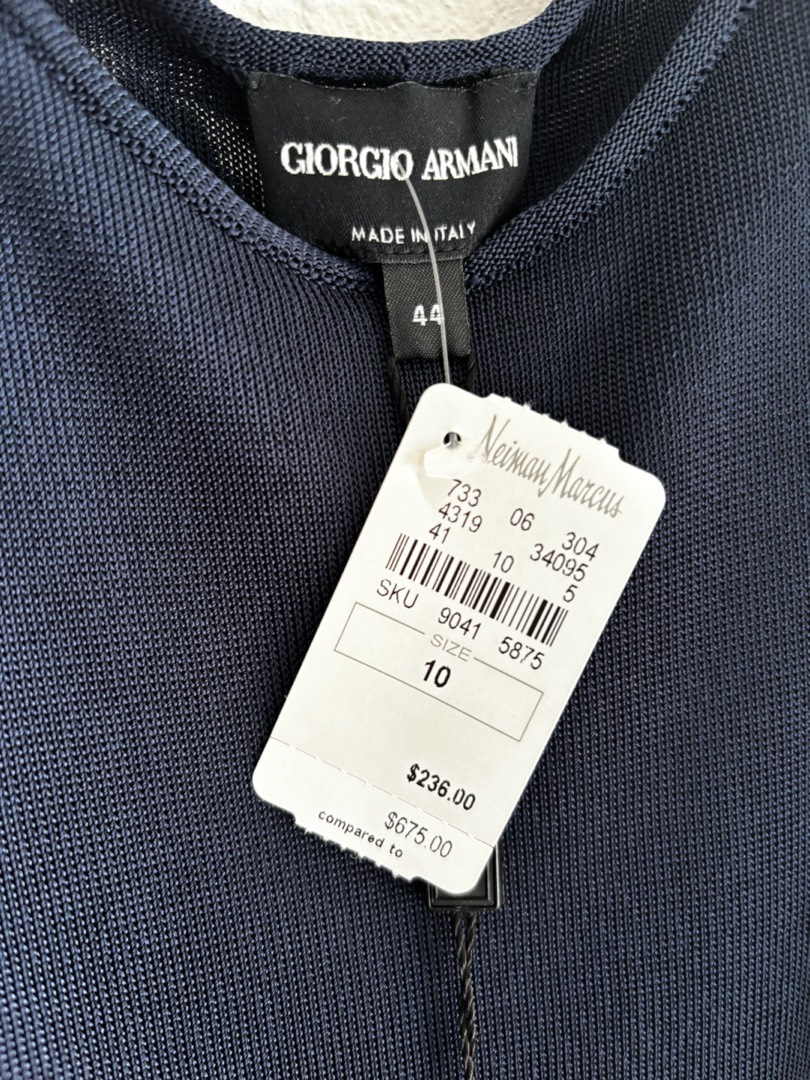 GIORGIO ARMANI
MADE IN ITALY
44
Neiman Marcus
733 06 304
4319 34095
41 10 5
SKU 9041 5875
SIZE
10
$236.00
$675.00
compared to